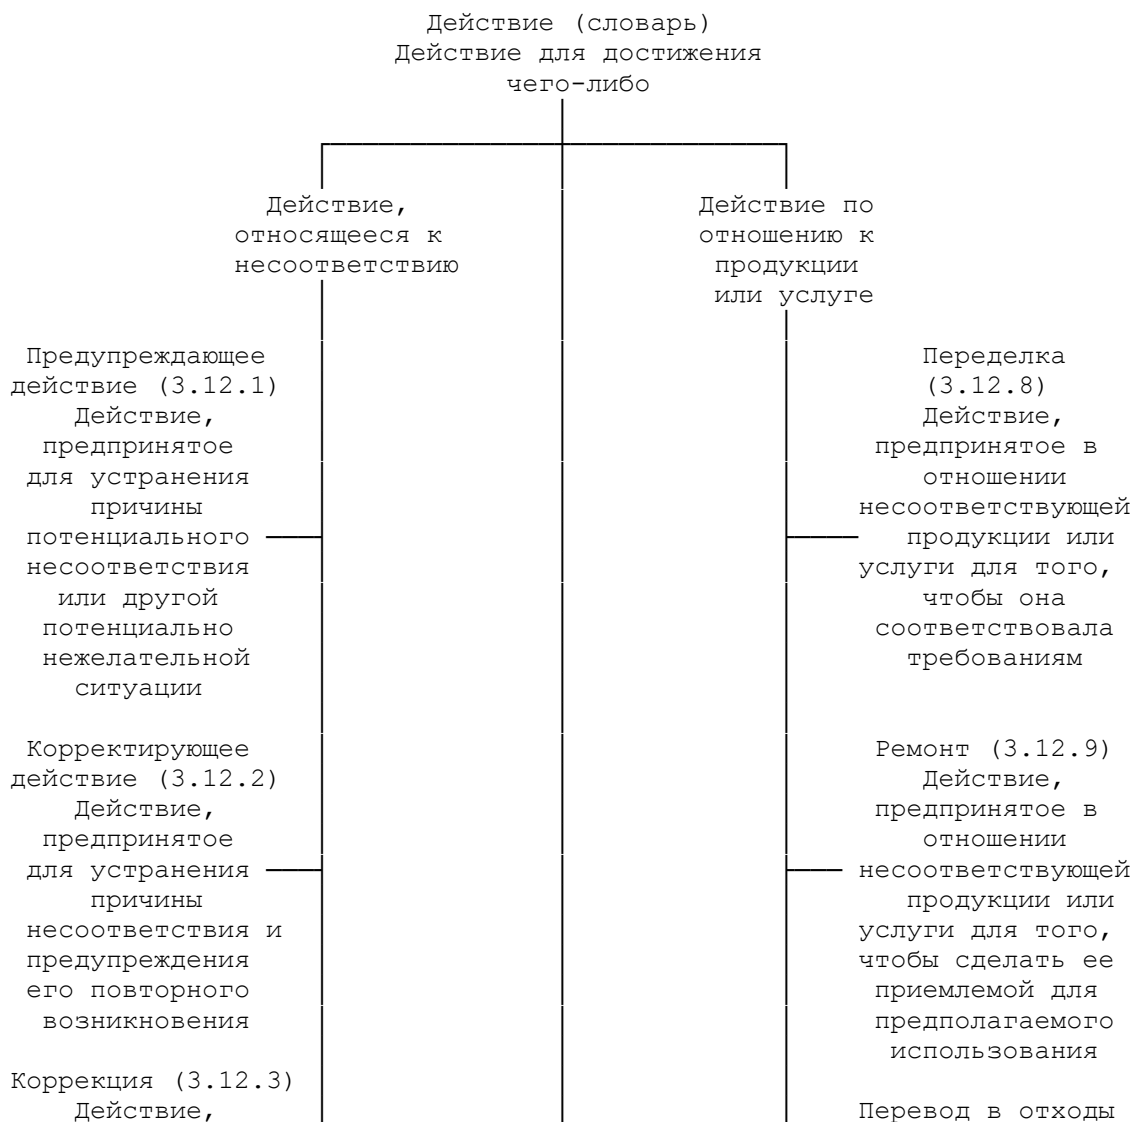 Действие (словарь)
Действие для достижения
чего-либо
Действие,
относящееся к
несоответствию
Действие по
отношению к
продукции
или услуге
Предупреждающее
действие (3.12.1)
Действие,
предпринятое
для устранения
причины
потенциального
несоответствия
или другой
потенциально
нежелательной
ситуации
Переделка
(3.12.8)
Действие,
предпринятое в
отношении
несоответствующей
продукции или
услуги для того,
чтобы она
соответствовала
требованиям
Корректирующее
действие (3.12.2)
Действие,
предпринятое
для устранения
причины
несоответствия и
предупреждения
его повторного
возникновения
Ремонт (3.12.9)
Действие,
предпринятое в
отношении
несоответствующей
продукции или
услуги для того,
чтобы сделать ее
приемлемой для
предполагаемого
использования
Коррекция (3.12.3)
Действие,
Перевод в отходы